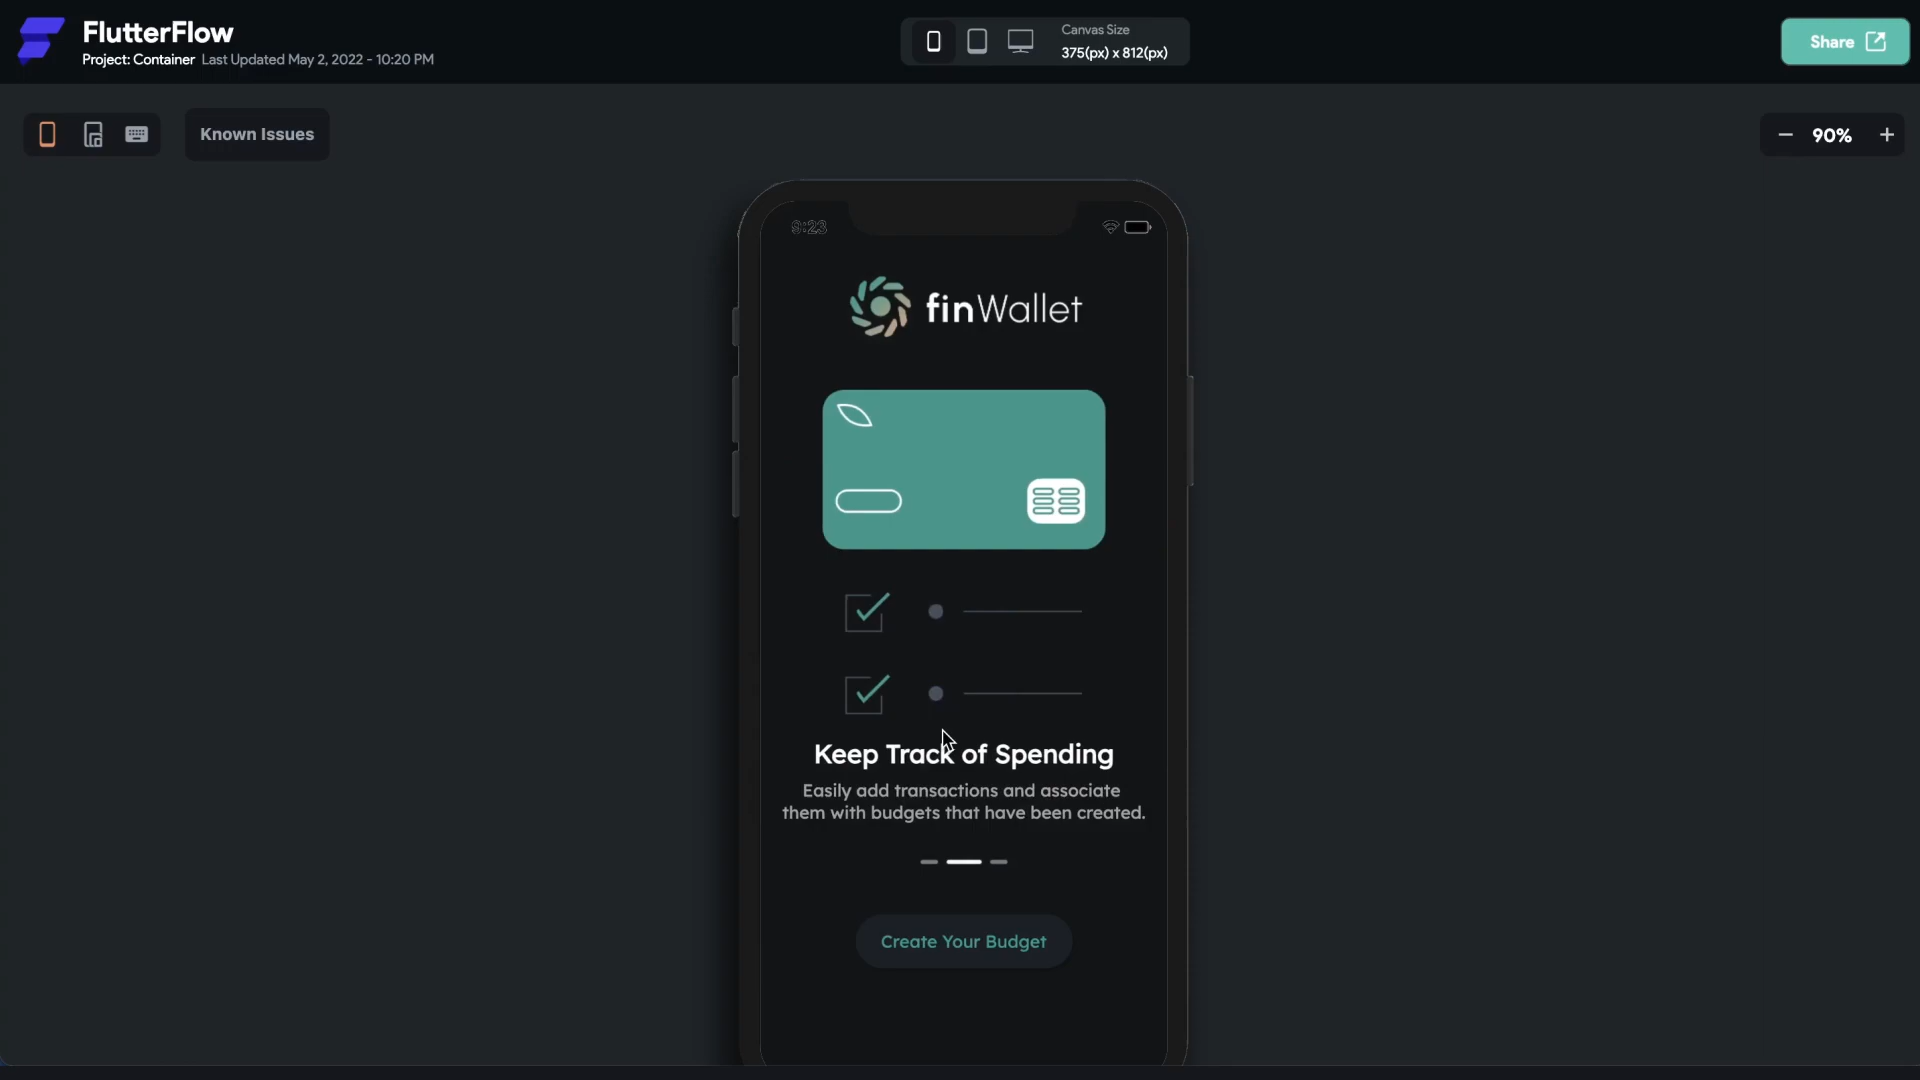 FlutterFlow
Project: Container Last Updated May 2, 2022 - 10:20 PM
Canvas Size
375(px) x 812(px)
Share
Known Issues
90%
9:23
finWallet
Keep Track of Spending
Easily add transactions and associate
them with budgets that have been created.
Create Your Budget